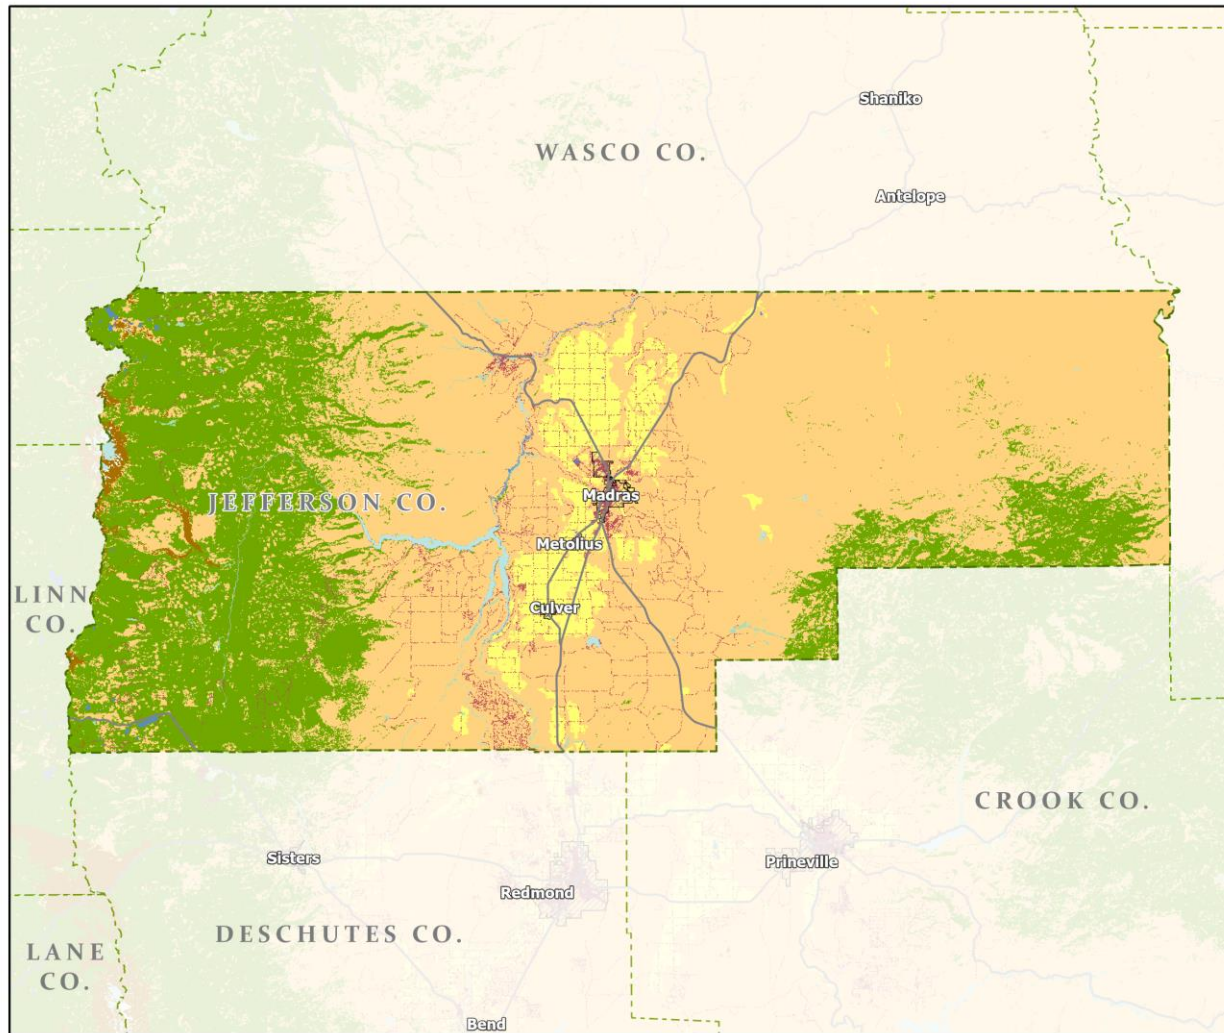 Shaniko
WASCO CO.
Antelope
JEFFERSON CO.
Madras
Metolius
LINN
CO.
Culver
CROOK CO.
Sisters
Prineville
Redmond
DESCHUTES CO.
LANE
CO.
Bend